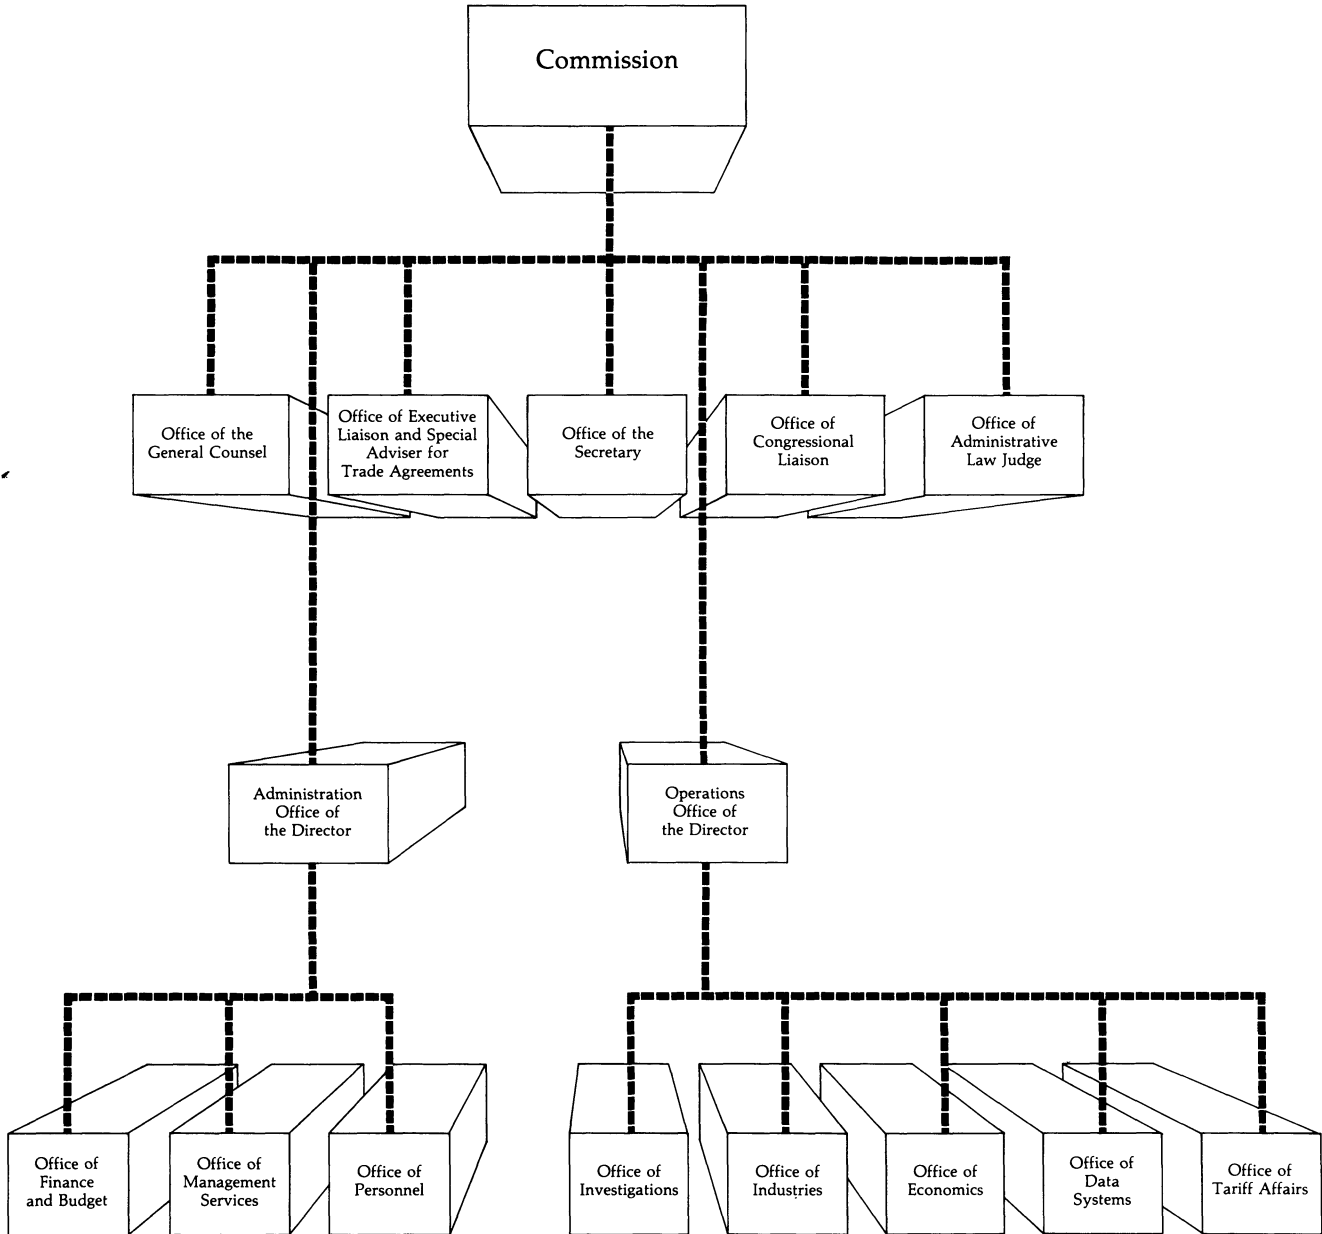 Commission
Office of the
General Counsel
Office of Executive
Liaison and Special
Adviser for
Trade Agreements
Office of the
Secretary
Office of
Congressional
Liaison
Office of
Administrative
Law Judge
Administration
Office of
the Director
Operations
Office of
the Director
Office of
Finance
and Budget
Office of
Management
Services
Office of
Personnel
Office of
Investigations
Office of
Industries
Office of
Economics
Office of
Data
Systems
Office of
Tariff Affairs